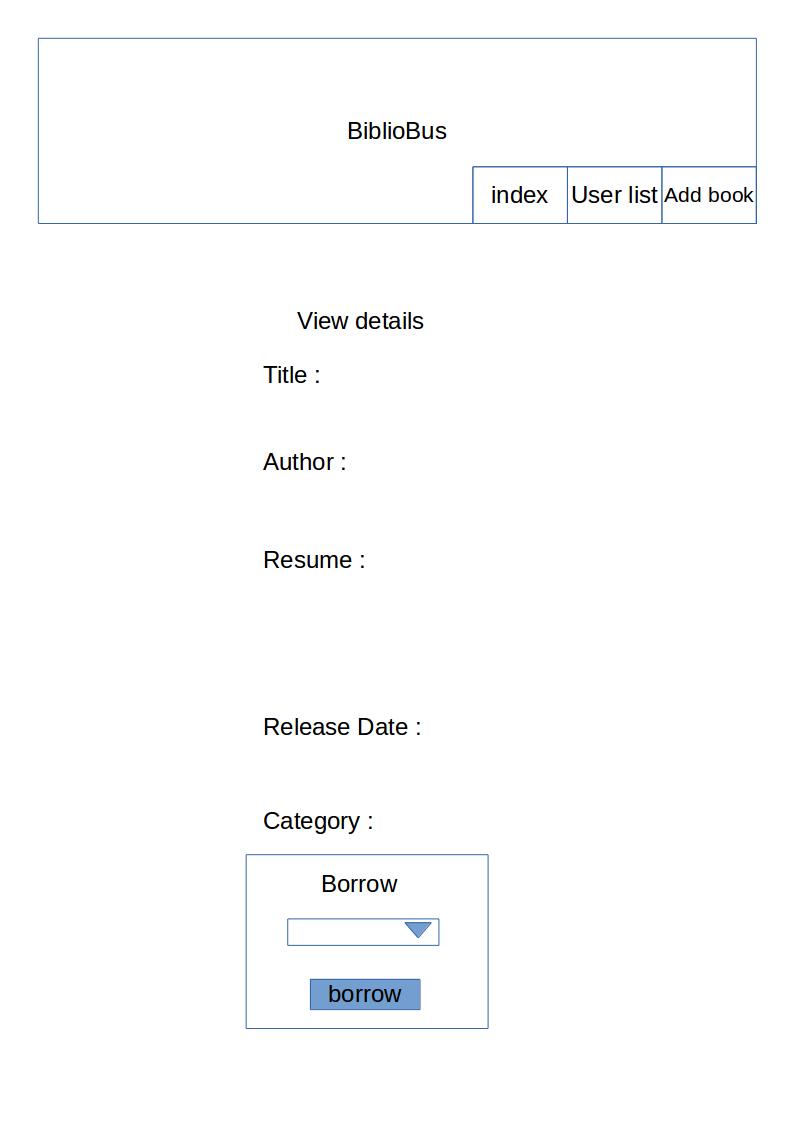 BiblioBus
index
User list
Add book
View details
Title :
Author :
Resume :
Release Date :
Category :
Borrow
borrow